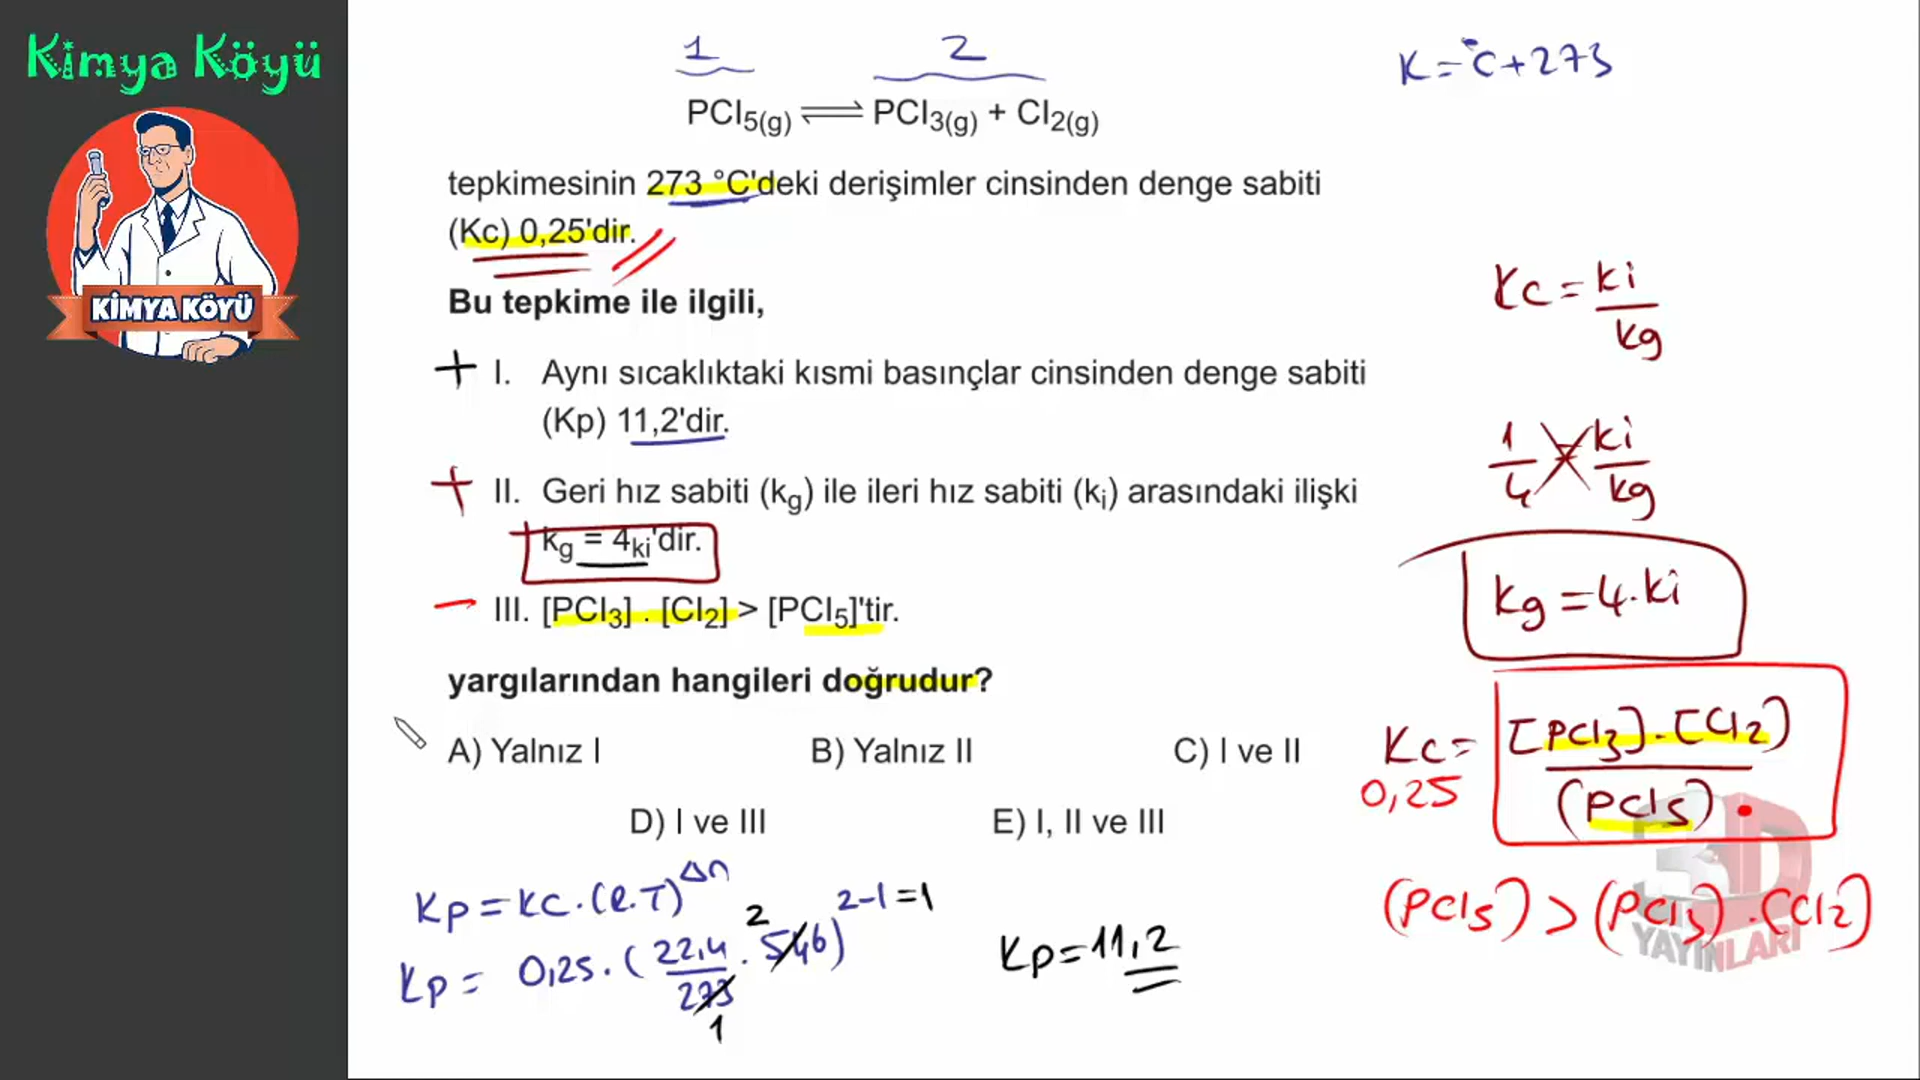 Kimya Köyü
KİMYA KÖYÜ
1 2
K=°C+273
PCl5(g) ⇌ PCl3(g) + Cl2(g)
tepkimesinin 273 °C'deki derişimler cinsinden denge sabiti
(Kc) 0,25'dir.
Bu tepkime ile ilgili,
+ I. Aynı sıcaklıktaki kısmi basınçlar cinsinden denge sabiti
(Kp) 11,2'dir.
+ II. Geri hız sabiti (kg) ile ileri hız sabiti (ki) arasındaki ilişki
kg = 4ki'dir.
- III. [PCl3] . [Cl2] > [PCl5]'tir.
yargılarından hangileri doğrudur?
A) Yalnız I B) Yalnız II C) I ve II
D) I ve III E) I, II ve III
Kp=Kc.(R.T)^Δn
Kp= 0,25.(22,4/273 . 546)^2-1=1
2
1
Kp=11,2
Kc=ki/kg
1/4 ki/kg
kg=4.ki
Kc= [PCl3].[Cl2]
0,25 (PCl5)
(PCl5)>(PCl3).(Cl2)
3D
YAYINLARI